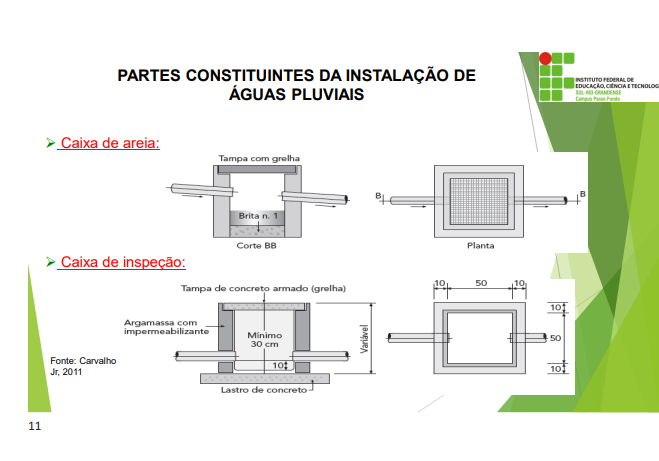 PARTES CONSTITUINTES DA INSTALAÇÃO DE
ÁGUAS PLUVIAIS
INSTITUTO FEDERAL DE
EDUCAÇÃO, CIÊNCIA E TECNOLOG
SUL-RIO-GRANDENSE
Campus Passo Fundo
Caixa de areia:
Tampa com grelha
Brita n. 1
Corte BB
B
B
Planta
Caixa de inspeção:
Tampa de concreto armado (grelha)
Argamassa com
impermeabilizante
Mínimo
30 cm
10
Variável
Lastro de concreto
10
50
10
10
50
10
Fonte: Carvalho
Jr, 2011
11